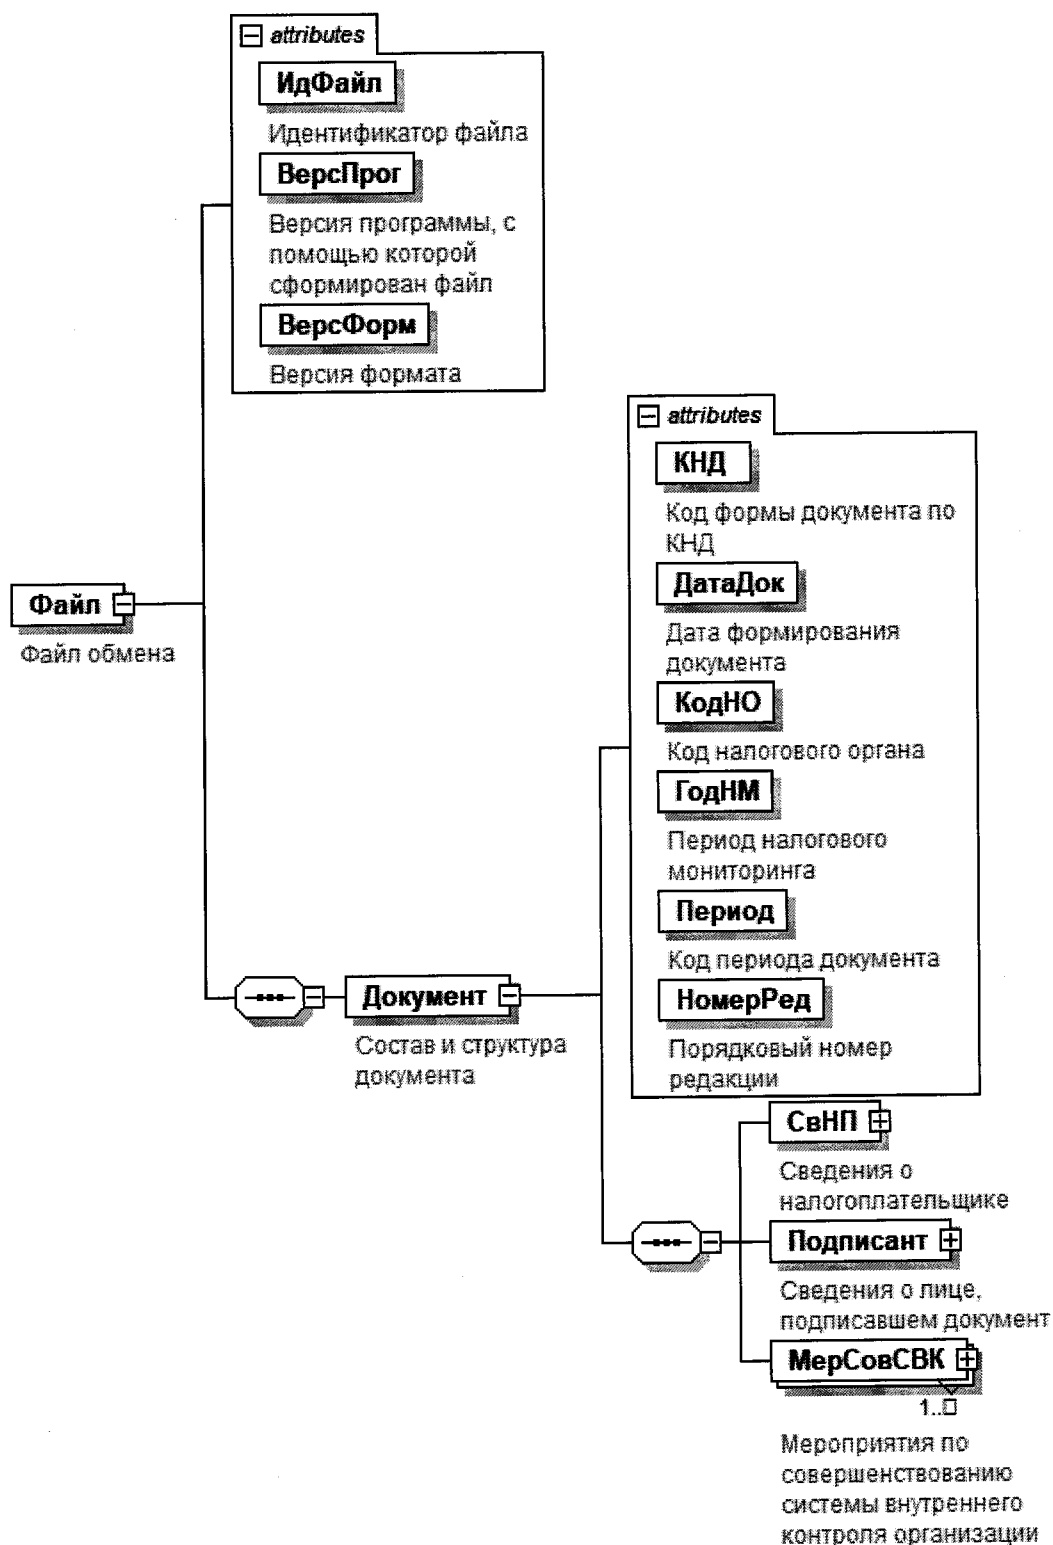 attributes
ИдФайл
Идентификатор файла
ВерсПрог
Версия программы, с
помощью которой
сформирован файл
ВерсФорм
Версия формата
attributes
КНД
Код формы документа по
КНД
ДатаДок
Дата формирования
документа
КодНО
Код налогового органа
ГодНМ
Период налогового
мониторинга
Период
Код периода документа
НомерРед
Порядковый номер
редакции
Файл
Файл обмена
Документ
Состав и структура
документа
СвНП
Сведения о
налогоплательщике
Подписант
Сведения о лице,
подписавшем документ
МерСовСВК
1..□
Мероприятия по
совершенствованию
системы внутреннего
контроля организации